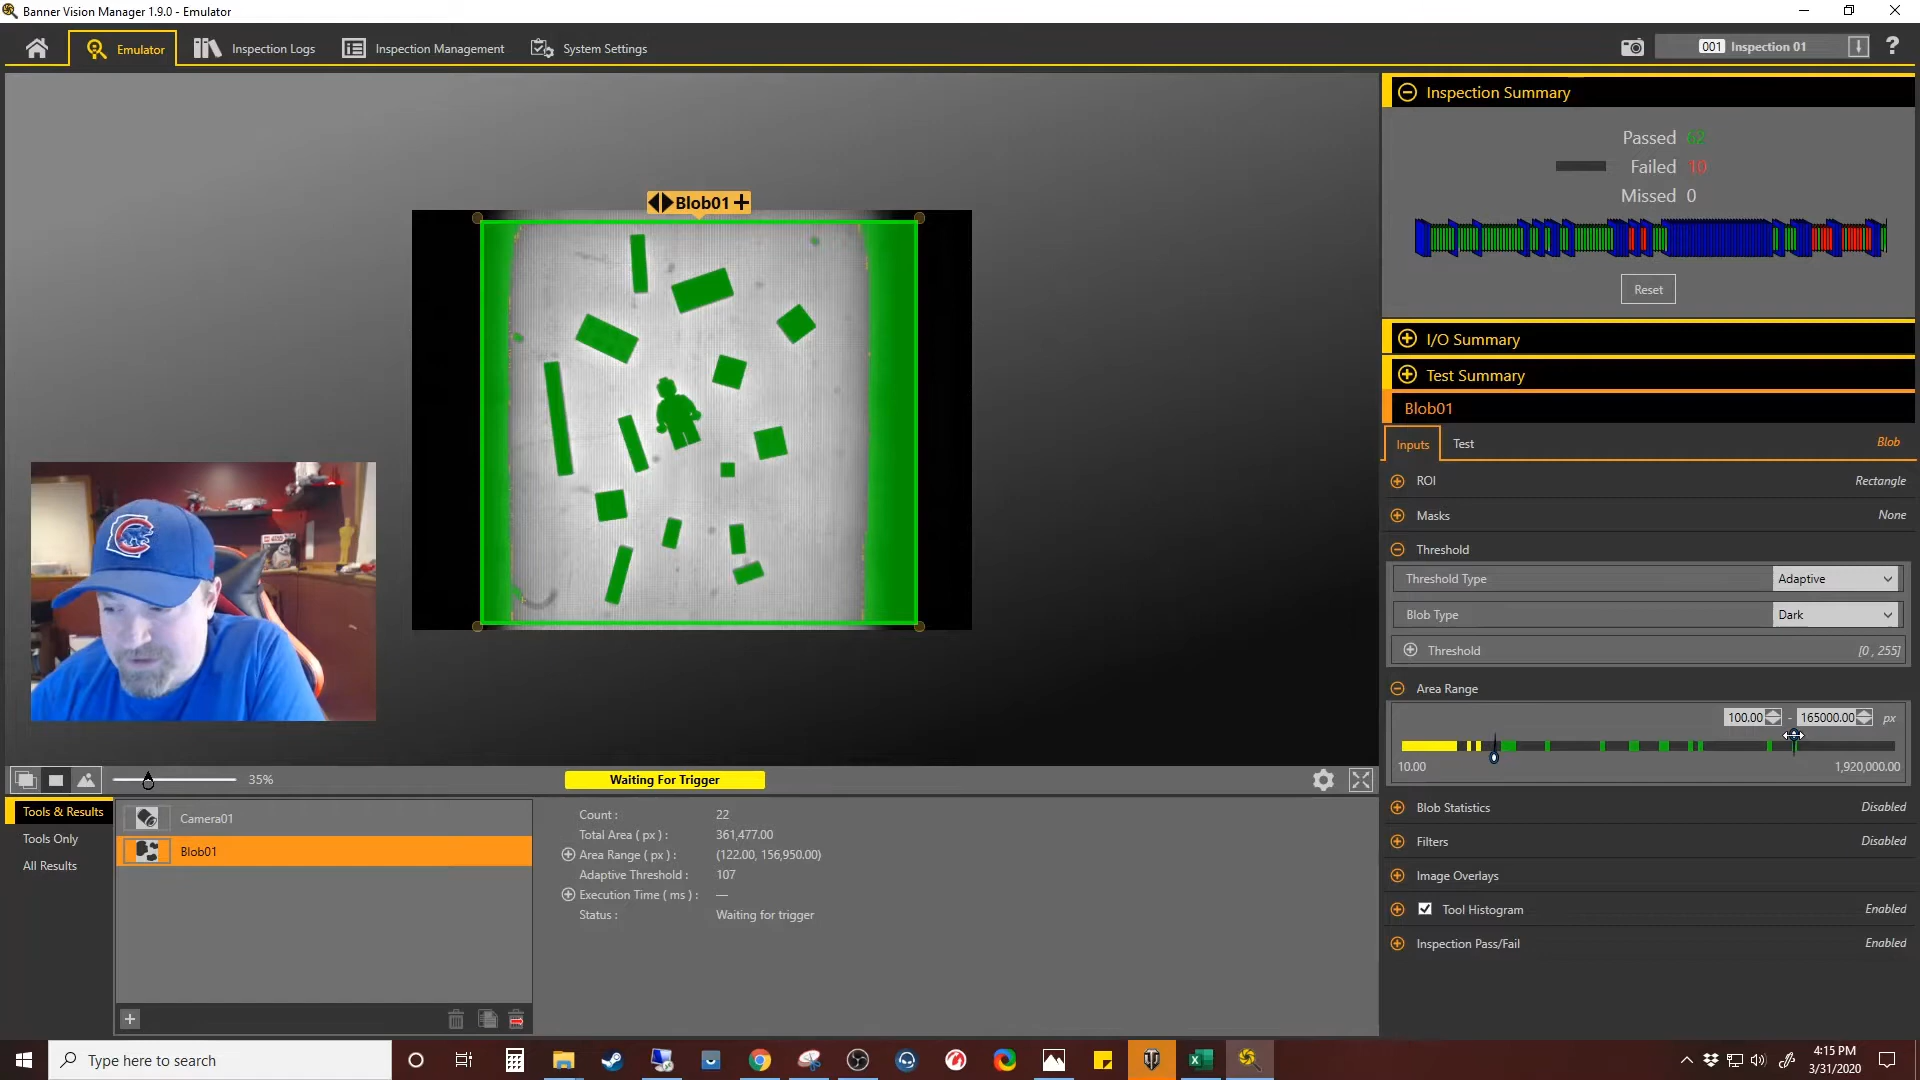 Banner Vision Manager 1.9.0 - Emulator
Emulator
Inspection Logs
Inspection Management
System Settings
001 Inspection 01
?
Inspection Summary
Passed 62
Failed 10
Missed 0
Reset
I/O Summary
Test Summary
Blob01
Inputs
Test
Blob
ROI
Rectangle
Masks
None
Threshold
Threshold Type
Adaptive
Blob Type
Dark
Threshold
[0 , 255]
Area Range
100.00 - 165000.00 px
10.00
1,920,000.00
Blob Statistics
Disabled
Filters
Disabled
Image Overlays
Tool Histogram
Enabled
Inspection Pass/Fail
Enabled
Blob01
35%
Waiting For Trigger
Tools & Results
Tools Only
All Results
Camera01
Blob01
Count : 22
Total Area ( px ) : 361,477.00
Area Range ( px ) : (122.00, 156,950.00)
Adaptive Threshold : 107
Execution Time ( ms ) : —
Status : Waiting for trigger
Type here to search
4:15 PM
3/31/2020